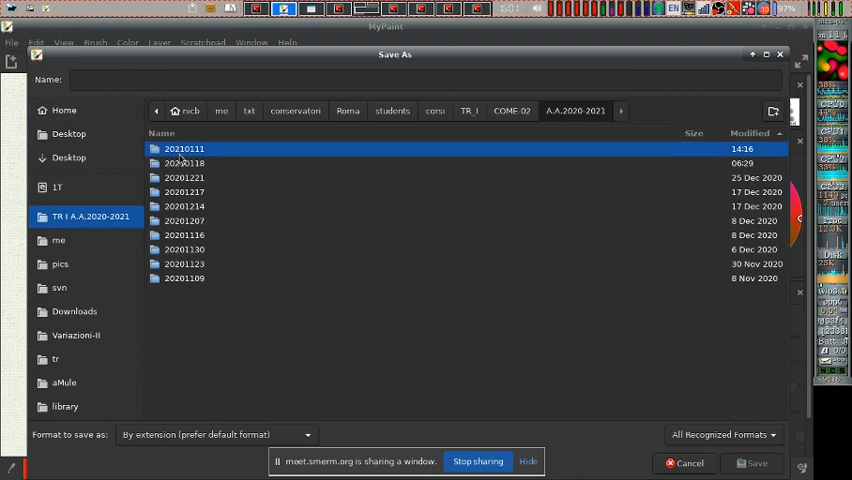 EN 97%
MyPaint
File Edit View Brush Color Layer Scratchpad Window Help
Save As
Name:
nicb me txt conservatori Roma students corsi TR_I COME-02 A.A.2020-2021
Home
Desktop
Desktop
1T
TR I A.A.2020-2021
me
pics
svn
Downloads
Variazioni-II
tr
aMule
library
Name Size Modified
20210111 14:16
20210118 06:29
20201221 25 Dec 2020
20201217 17 Dec 2020
20201214 17 Dec 2020
20201207 8 Dec 2020
20201116 8 Dec 2020
20201130 6 Dec 2020
20201123 30 Nov 2020
20201109 8 Nov 2020
Format to save as: By extension (prefer default format) All Recognized Formats
meet.smerm.org is sharing a window. Stop sharing Hide
Cancel Save